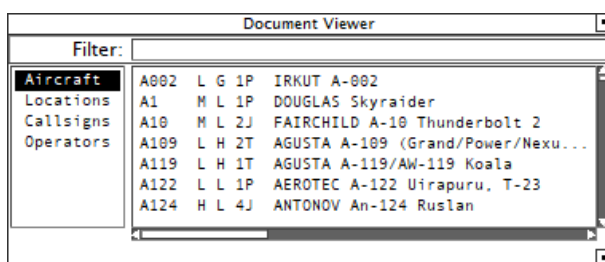 Document Viewer
Filter:
Aircraft
Locations
Callsigns
Operators
A002 L G 1P IRKUT A-002
A1 M L 1P DOUGLAS Skyraider
A10 M L 2J FAIRCHILD A-10 Thunderbolt 2
A109 L H 2T AGUSTA A-109 (Grand/Power/Nexu...
A119 L H 1T AGUSTA A-119/AW-119 Koala
A122 L L 1P AEROTEC A-122 Uirapuru, T-23
A124 H L 4J ANTONOV An-124 Ruslan